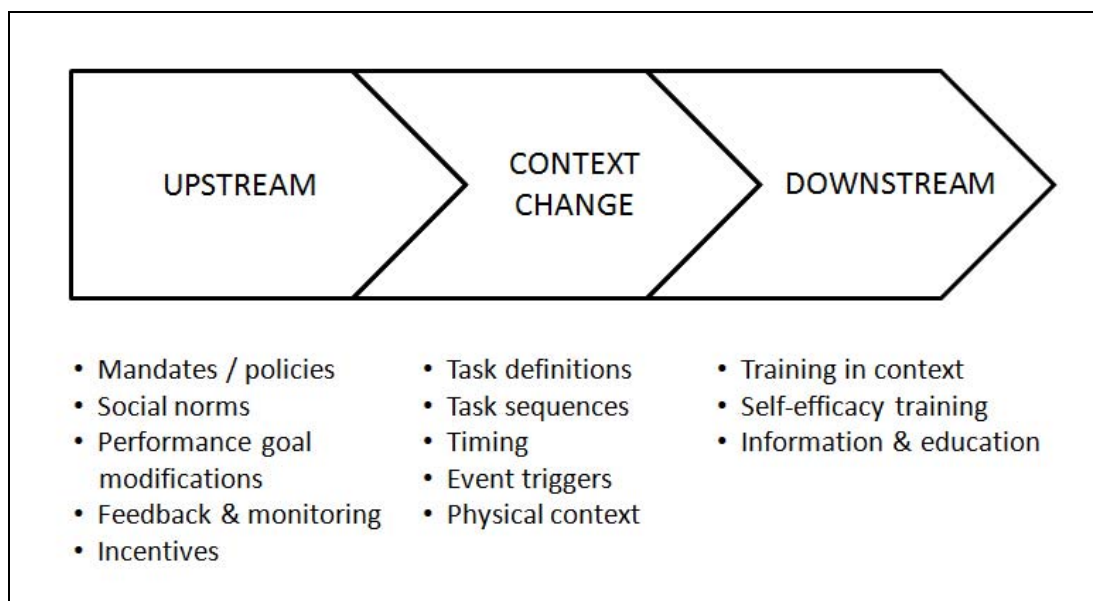 UPSTREAM
CONTEXT
CHANGE
DOWNSTREAM
• Mandates / policies
• Social norms
• Performance goal
modifications
• Feedback & monitoring
• Incentives
• Task definitions
• Task sequences
• Timing
• Event triggers
• Physical context
• Training in context
• Self-efficacy training
• Information & education